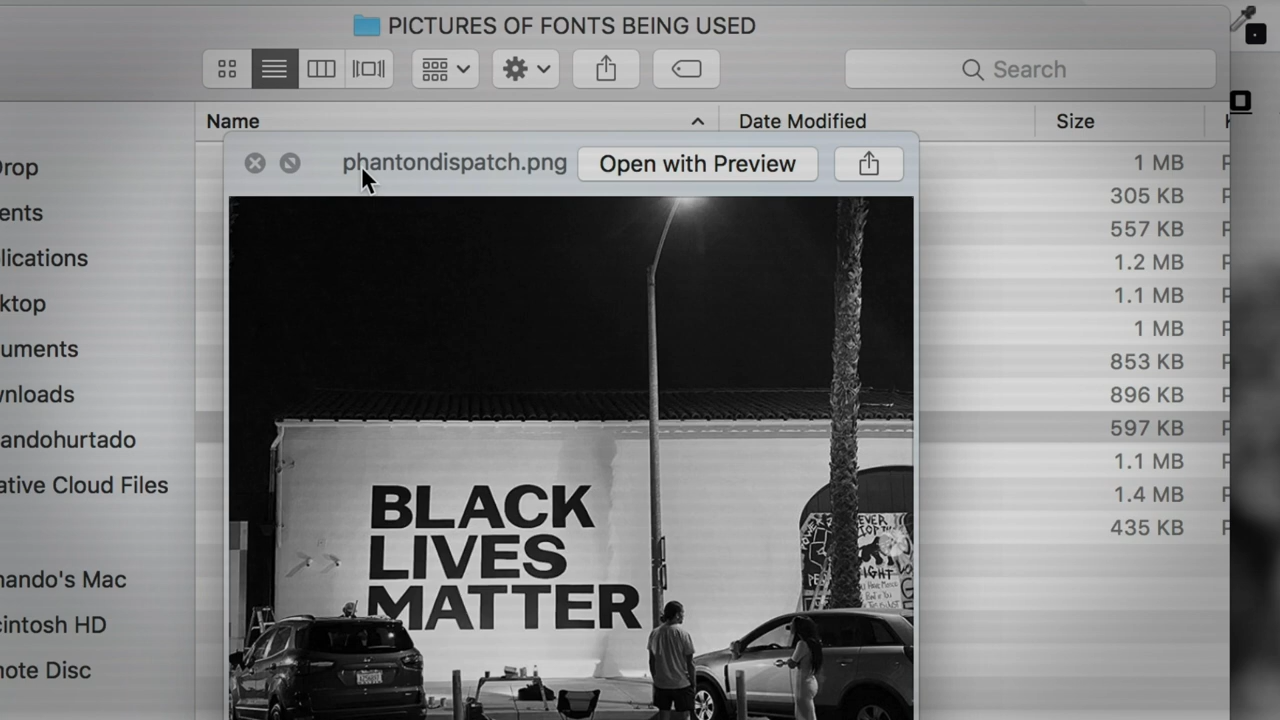 PICTURES OF FONTS BEING USED
Search
Name
Date Modified
Size
phantondispatch.png
Open with Preview
rop
ents
lications
ktop
uments
wnloads
andohurtado
ative Cloud Files
nando's Mac
cintosh HD
note Disc
1 MB
305 KB
557 KB
1.2 MB
1.1 MB
1 MB
853 KB
896 KB
597 KB
1.1 MB
1.4 MB
435 KB
BLACK
LIVES
MATTER